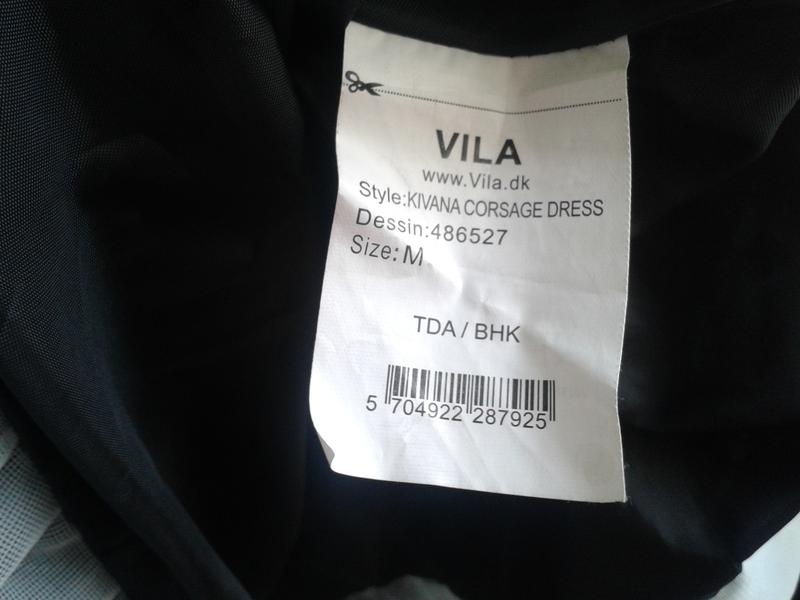 VILA
www.Vila.dk
Style:KIVANA CORSAGE DRESS
Dessin:486527
Size:M
TDA / BHK
5 704922 287925